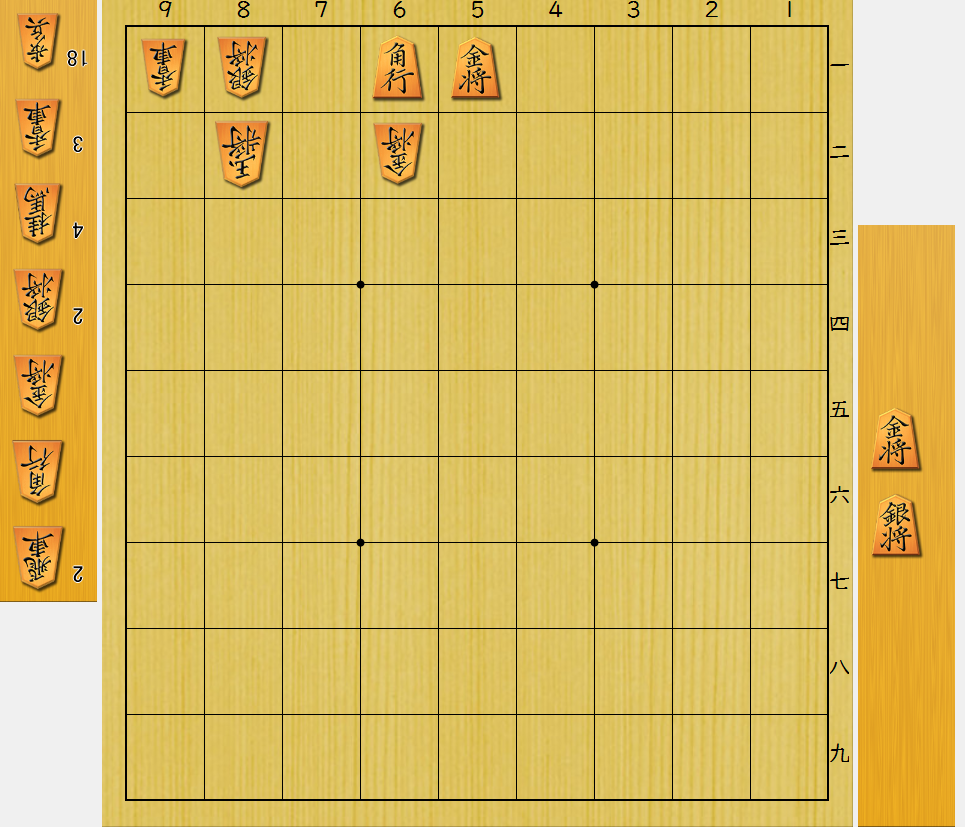 9 8 7 6 5 4 3 2 1
一
二
三
四
五
六
七
八
九
香車 銀将 角行 金将
玉将 金将
歩兵 18
香車 3
桂馬 4
銀将 2
金将
角行
飛車 2
金将
銀将